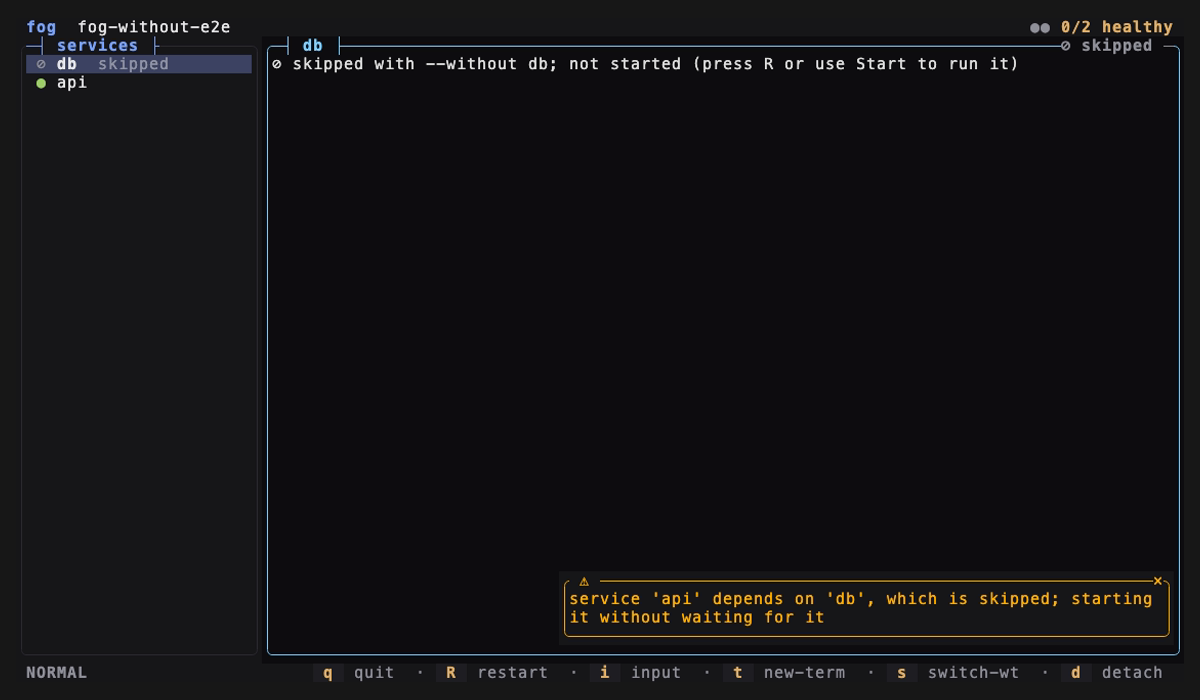 fog fog-without-e2e 0/2 healthy
services
db
⊘ skipped
⊘ db skipped
● api
⊘ skipped with --without db; not started (press R or use Start to run it)
⚠ ×
service 'api' depends on 'db', which is skipped; starting
it without waiting for it
NORMAL q quit · R restart · i input · t new-term · s switch-wt · d detach